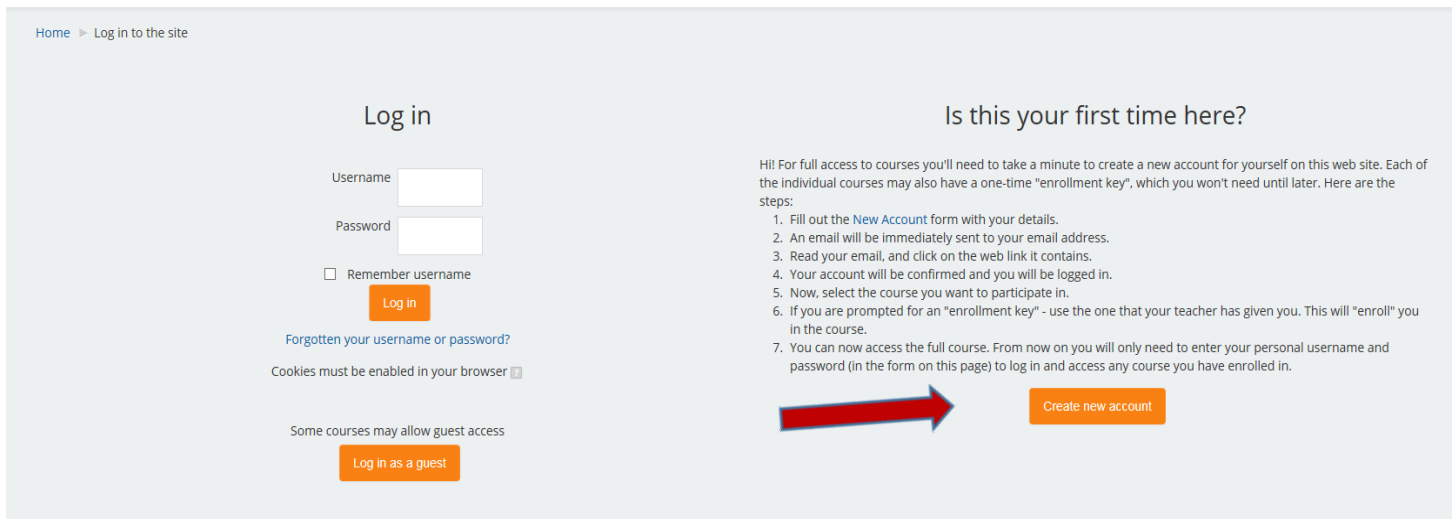 Home ▶ Log in to the site
Log in
Username
Password
Remember username
Log in
Forgotten your username or password?
Cookies must be enabled in your browser ?
Some courses may allow guest access
Log in as a guest
Is this your first time here?
Hi! For full access to courses you'll need to take a minute to create a new account for yourself on this web site. Each of
the individual courses may also have a one-time "enrollment key", which you won't need until later. Here are the
steps:
1. Fill out the New Account form with your details.
2. An email will be immediately sent to your email address.
3. Read your email, and click on the web link it contains.
4. Your account will be confirmed and you will be logged in.
5. Now, select the course you want to participate in.
6. If you are prompted for an "enrollment key" - use the one that your teacher has given you. This will "enroll" you
in the course.
7. You can now access the full course. From now on you will only need to enter your personal username and
password (in the form on this page) to log in and access any course you have enrolled in.
Create new account